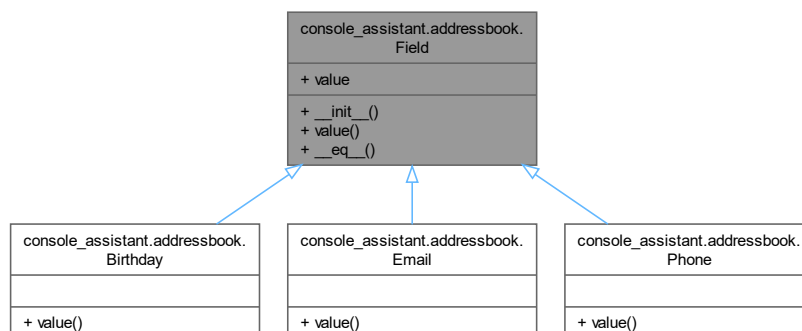 console_assistant.addressbook.
Field
+ value
+ __init__()
+ value()
+ __eq__()
console_assistant.addressbook.
Birthday
+ value()
console_assistant.addressbook.
Email
+ value()
console_assistant.addressbook.
Phone
+ value()